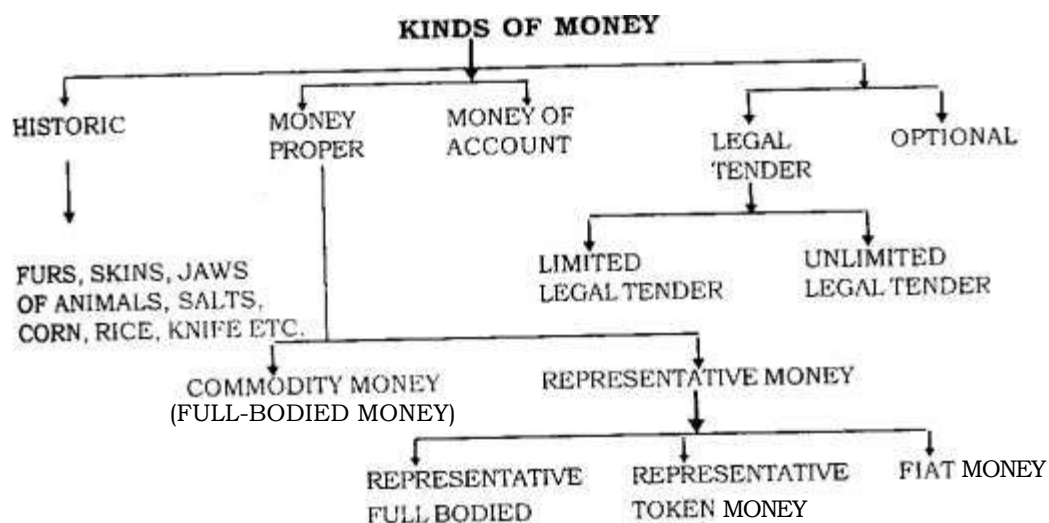 KINDS OF MONEY
HISTORIC
MONEY
PROPER
MONEY OF
ACCOUNT
LEGAL
TENDER
OPTIONAL
FURS, SKINS, JAWS
OF ANIMALS, SALTS,
CORN, RICE, KNIFE ETC.
LIMITED
LEGAL TENDER
UNLIMITED
LEGAL TENDER
COMMODITY MONEY
(FULL-BODIED MONEY)
REPRESENTATIVE MONEY
REPRESENTATIVE
FULL BODIED
REPRESENTATIVE
TOKEN MONEY
FIAT MONEY